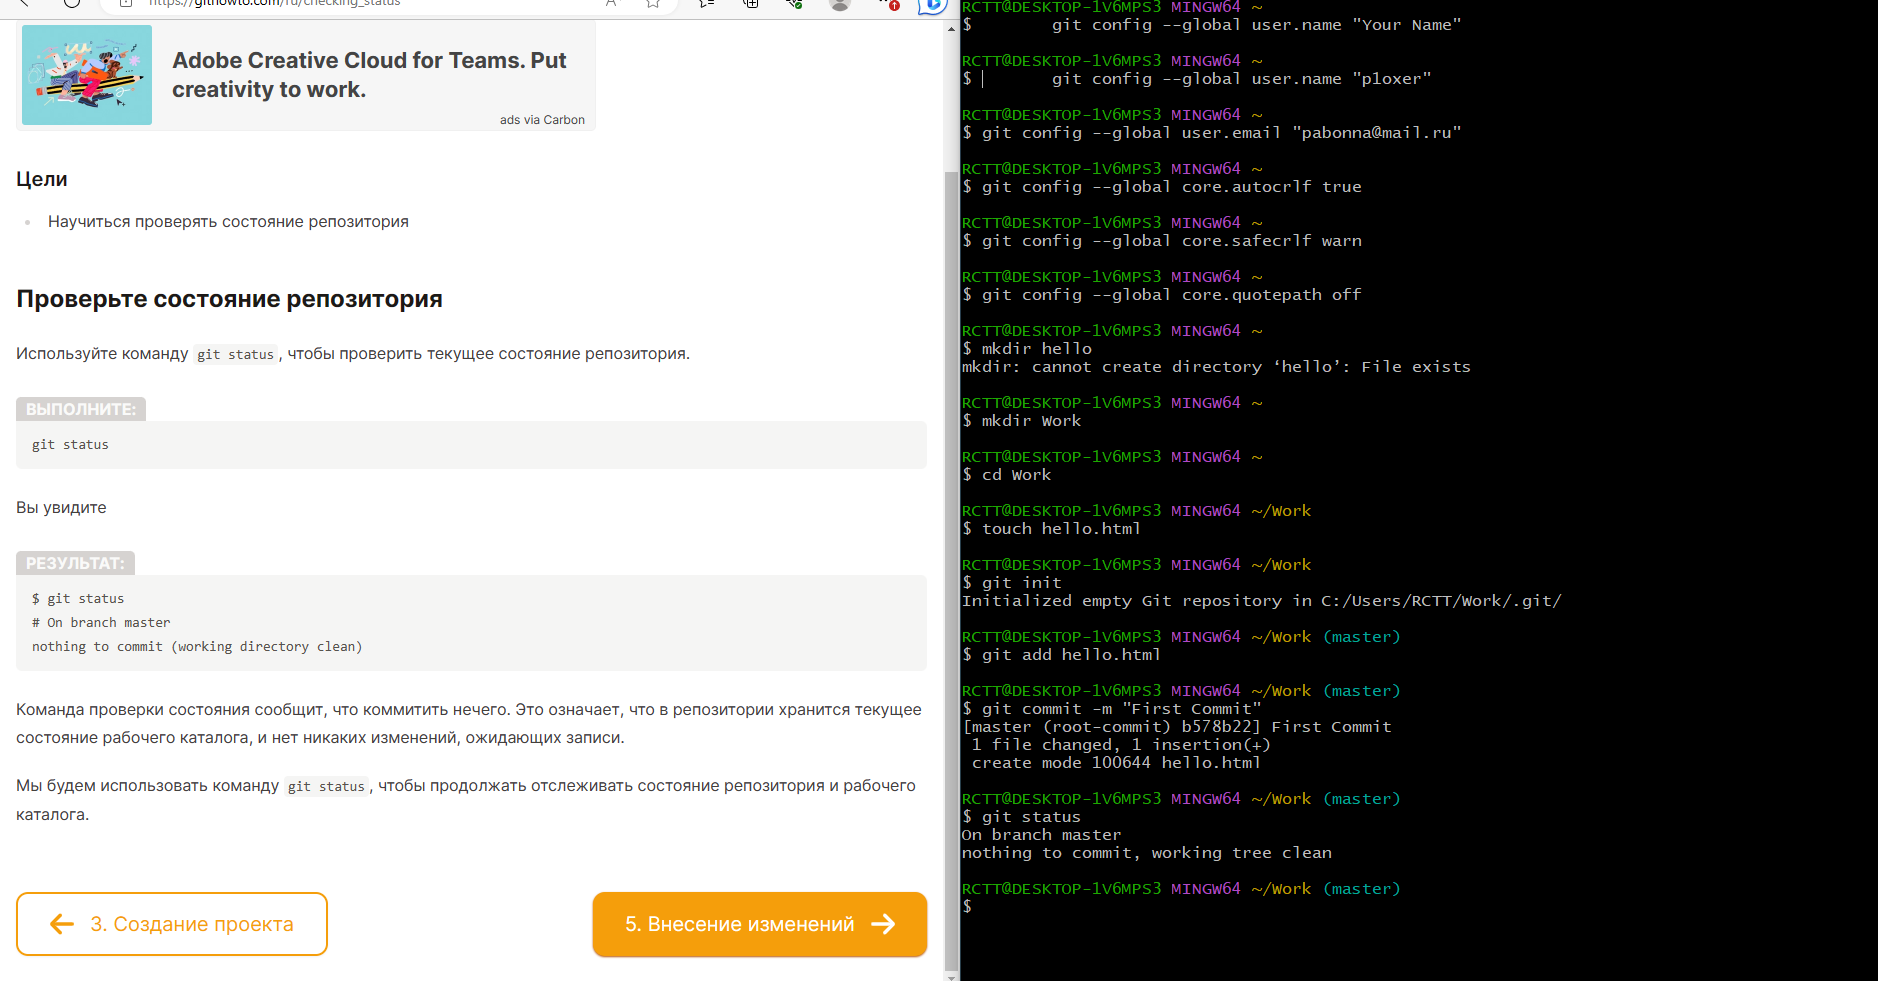 https://githowto.com/ru/checking_status
Adobe Creative Cloud for Teams. Put
creativity to work.
ads via Carbon
Цели
Научиться проверять состояние репозитория
Проверьте состояние репозитория
Используйте команду git status, чтобы проверить текущее состояние репозитория.
ВЫПОЛНИТЕ:
git status
Вы увидите
РЕЗУЛЬТАТ:
$ git status
# On branch master
nothing to commit (working directory clean)
Команда проверки состояния сообщит, что коммитить нечего. Это означает, что в репозитории хранится текущее
состояние рабочего каталога, и нет никаких изменений, ожидающих записи.
Мы будем использовать команду git status, чтобы продолжать отслеживать состояние репозитория и рабочего
каталога.
3. Создание проекта
5. Внесение изменений
RCTT@DESKTOP-1V6MPS3 MINGW64 ~
$ git config --global user.name "Your Name"
RCTT@DESKTOP-1V6MPS3 MINGW64 ~
$ git config --global user.name "p1oxer"
RCTT@DESKTOP-1V6MPS3 MINGW64 ~
$ git config --global user.email "pabonna@mail.ru"
RCTT@DESKTOP-1V6MPS3 MINGW64 ~
$ git config --global core.autocrlf true
RCTT@DESKTOP-1V6MPS3 MINGW64 ~
$ git config --global core.safecrlf warn
RCTT@DESKTOP-1V6MPS3 MINGW64 ~
$ git config --global core.quotepath off
RCTT@DESKTOP-1V6MPS3 MINGW64 ~
$ mkdir hello
mkdir: cannot create directory ‘hello’: File exists
RCTT@DESKTOP-1V6MPS3 MINGW64 ~
$ mkdir Work
RCTT@DESKTOP-1V6MPS3 MINGW64 ~
$ cd Work
RCTT@DESKTOP-1V6MPS3 MINGW64 ~/Work
$ touch hello.html
RCTT@DESKTOP-1V6MPS3 MINGW64 ~/Work
$ git init
Initialized empty Git repository in C:/Users/RCTT/Work/.git/
RCTT@DESKTOP-1V6MPS3 MINGW64 ~/Work (master)
$ git add hello.html
RCTT@DESKTOP-1V6MPS3 MINGW64 ~/Work (master)
$ git commit -m "First Commit"
[master (root-commit) b578b22] First Commit
1 file changed, 1 insertion(+)
create mode 100644 hello.html
RCTT@DESKTOP-1V6MPS3 MINGW64 ~/Work (master)
$ git status
On branch master
nothing to commit, working tree clean
RCTT@DESKTOP-1V6MPS3 MINGW64 ~/Work (master)
$